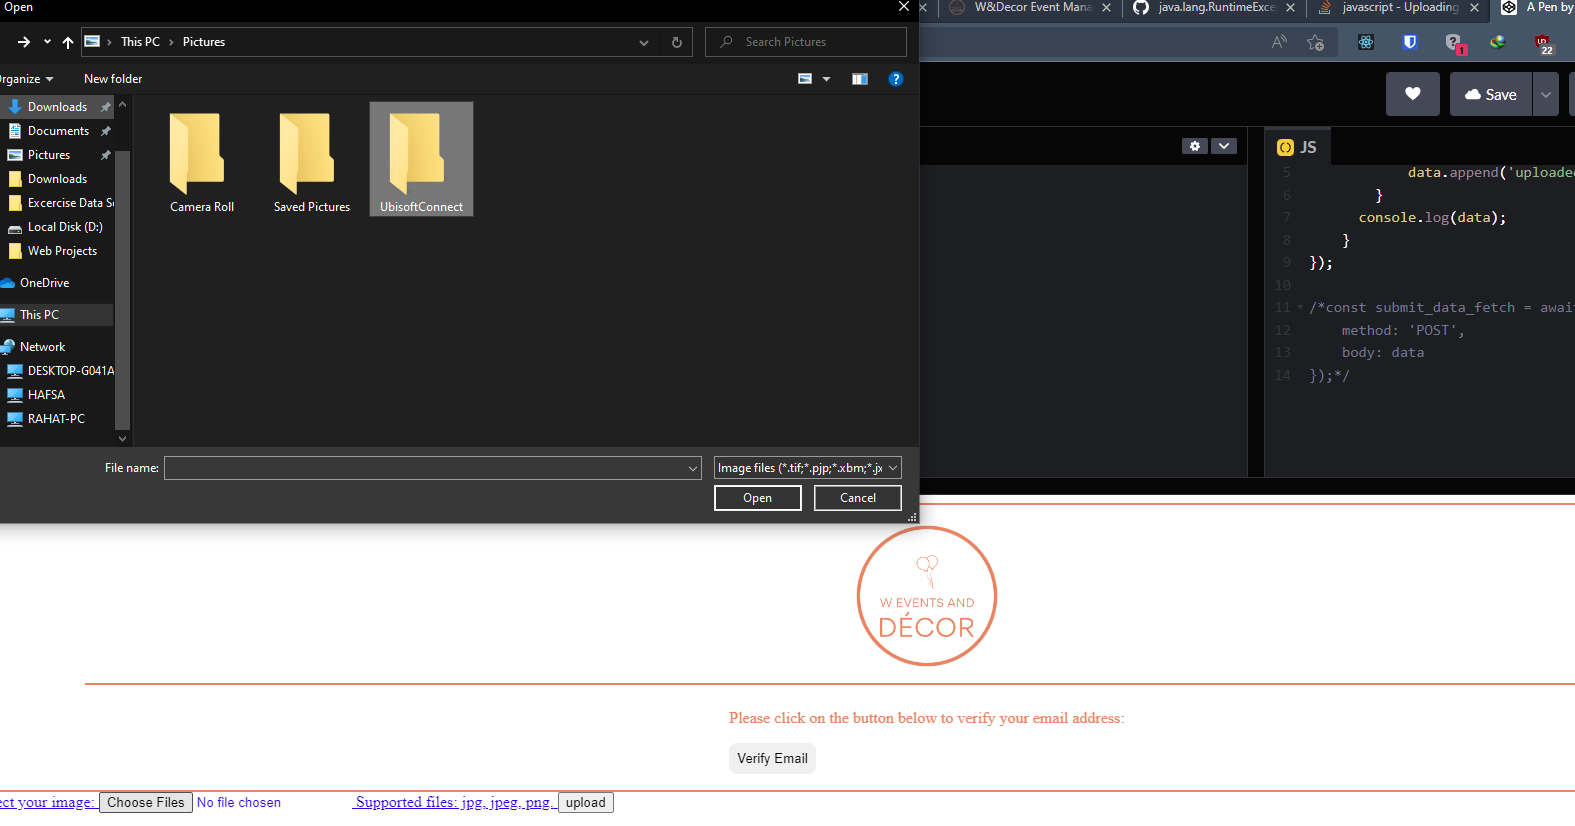 Open
This PC
Pictures
Search Pictures
New folder
Downloads
Documents
Pictures
Downloads
Excercise Data
Local Disk (D:)
Web Projects
OneDrive
This PC
Network
DESKTOP-G041A
HAFSA
RAHAT-PC
Camera Roll
Saved Pictures
UbisoftConnect
File name:
Image files (*.tif;*.pjp;*.xbm;*.jx
Open
Cancel
W&Decor Event Mana
java.lang.RuntimeExce
javascript - Uploading
A Pen by
1
22
Save
JS
5 data.append('uploaded
6 }
7 console.log(data);
8 }
9 });
10
11 /*const submit_data_fetch = await
12 method: 'POST',
13 body: data
14 });*/
W EVENTS AND
DÉCOR
Please click on the button below to verify your email address:
Verify Email
your image: Choose Files No file chosen Supported files: jpg, jpeg, png. upload